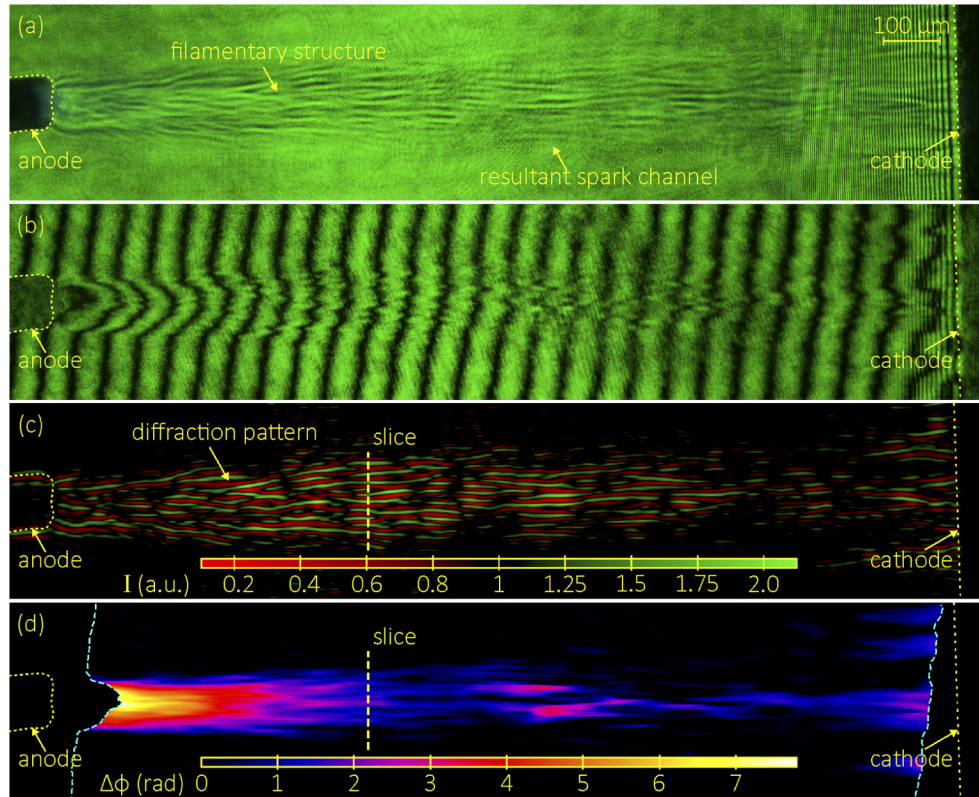 (a)
100 μm
filamentary structure
anode
resultant spark channel
cathode
(b)
anode
cathode
(c)
diffraction pattern
slice
anode
cathode
I (a.u.)
0.2 0.4 0.6 0.8 1 1.25 1.5 1.75 2.0
(d)
slice
anode
cathode
Δϕ (rad)
0 1 2 3 4 5 6 7